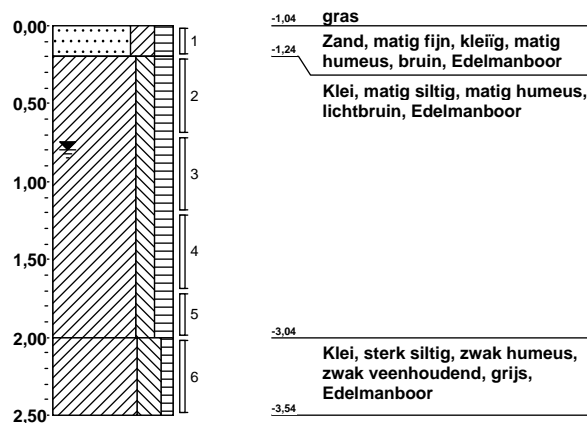 0,00
0,50
1,00
1,50
2,00
2,50
1
2
3
4
5
6
-1,04 gras
Zand, matig fijn, kleiïg, matig
humeus, bruin, Edelmanboor
-1,24
Klei, matig siltig, matig humeus,
lichtbruin, Edelmanboor
-3,04
Klei, sterk siltig, zwak humeus,
zwak veenhoudend, grijs,
Edelmanboor
-3,54